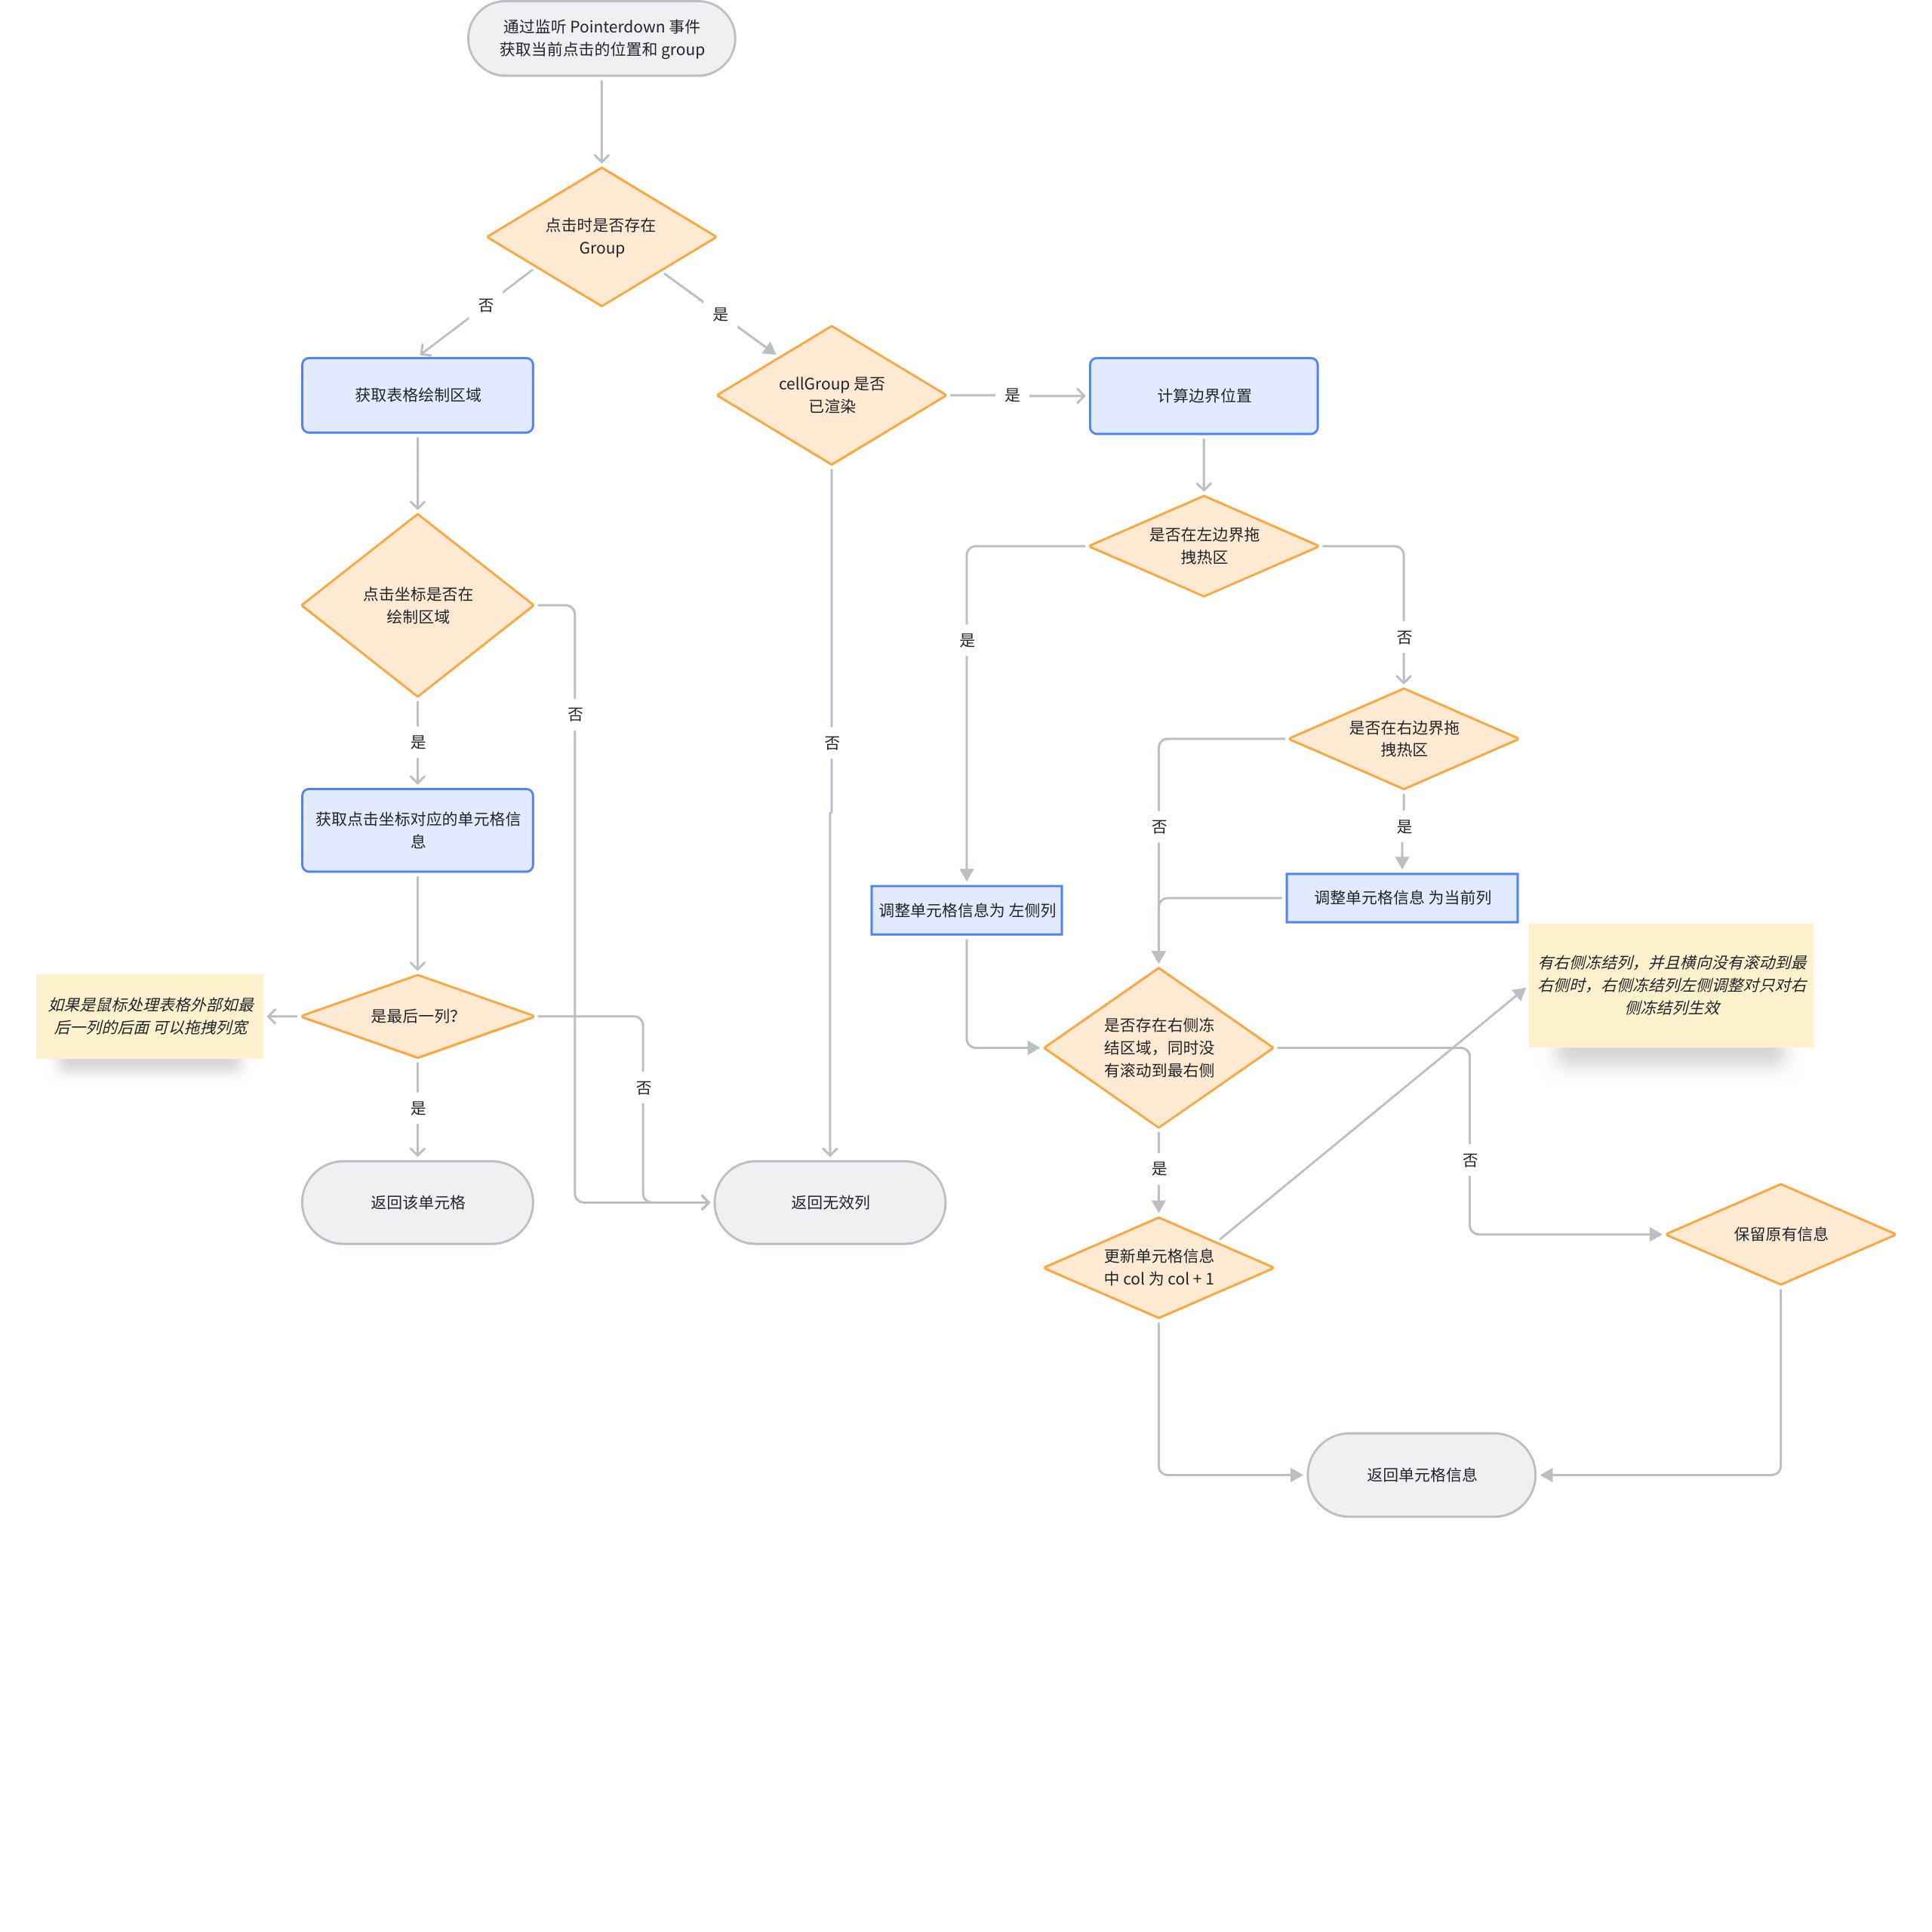 通过监听 Pointerdown 事件
获取当前点击的位置和 group
点击时是否存在
Group
否
是
获取表格绘制区域
cellGroup 是否
已渲染
是
计算边界位置
是否在左边界拖
拽热区
点击坐标是否在
绘制区域
是
否
否
是否在右边界拖
拽热区
是
否
获取点击坐标对应的单元格信
息
否
是
调整单元格信息为 左侧列
调整单元格信息 为当前列
有右侧冻结列，并且横向没有滚动到最
右侧时，右侧冻结列左侧调整对只对右
侧冻结列生效
如果是鼠标处理表格外部如最
后一列的后面 可以拖拽列宽
是最后一列？
是否存在右侧冻
结区域，同时没
有滚动到最右侧
否
是
是
否
返回该单元格
返回无效列
更新单元格信息
中 col 为 col + 1
保留原有信息
返回单元格信息